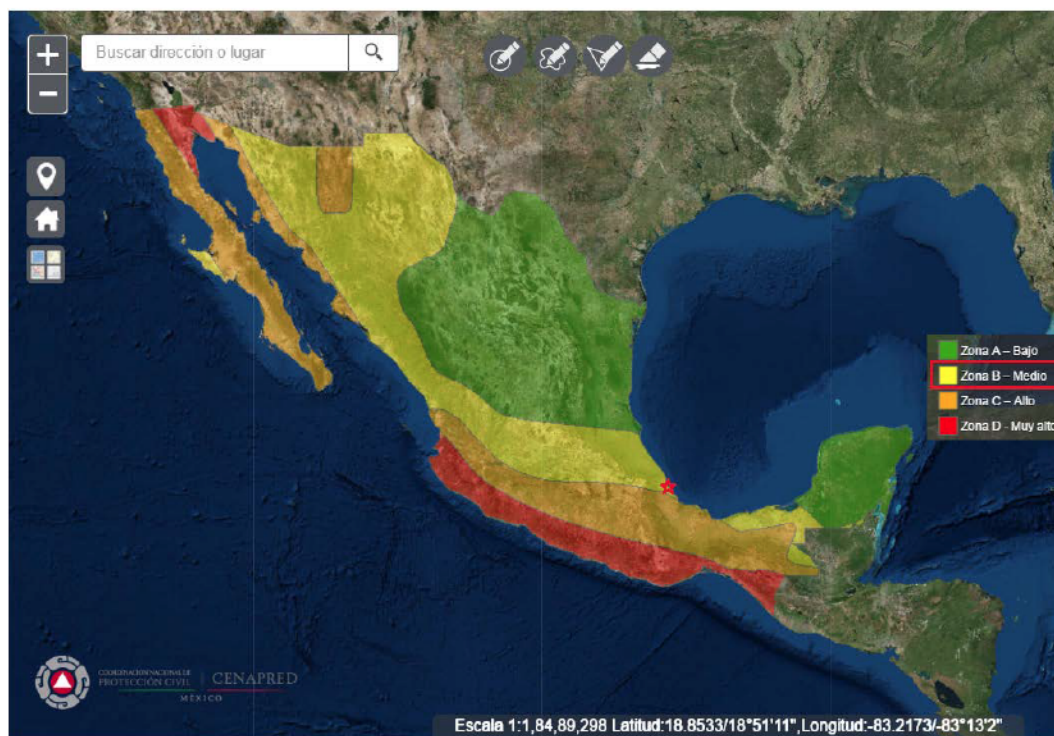 Buscar dirección o lugar
Zona A – Bajo
Zona B – Medio
Zona C – Alto
Zona D - Muy alto
COORDINACIÓN NACIONAL DE
PROTECCIÓN CIVIL
MÉXICO
CENAPRED
Escala 1:1,84,89,298 Latitud:18.8533/18°51'11",Longitud:-83.2173/-83°13'2"